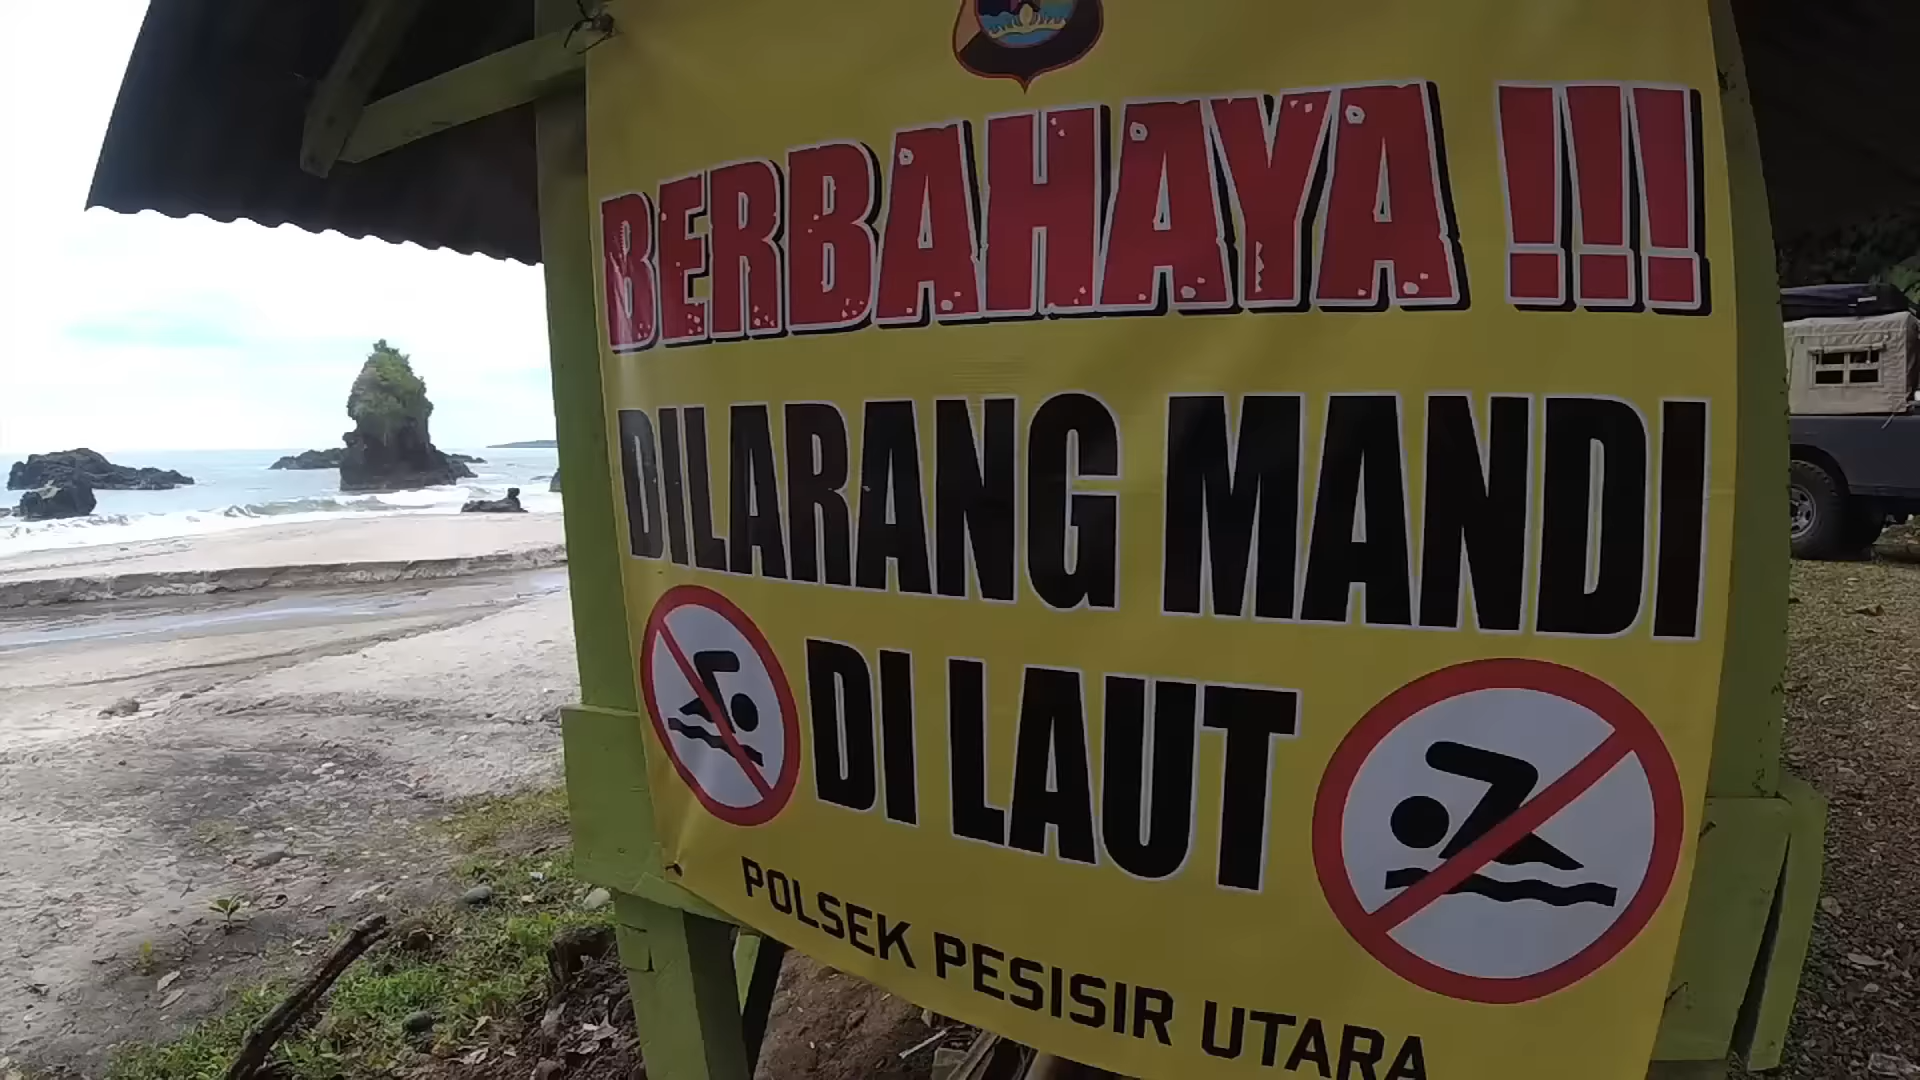 BERBAHAYA !!!
DILARANG MANDI
DI LAUT
POLSEK PESISIR UTARA